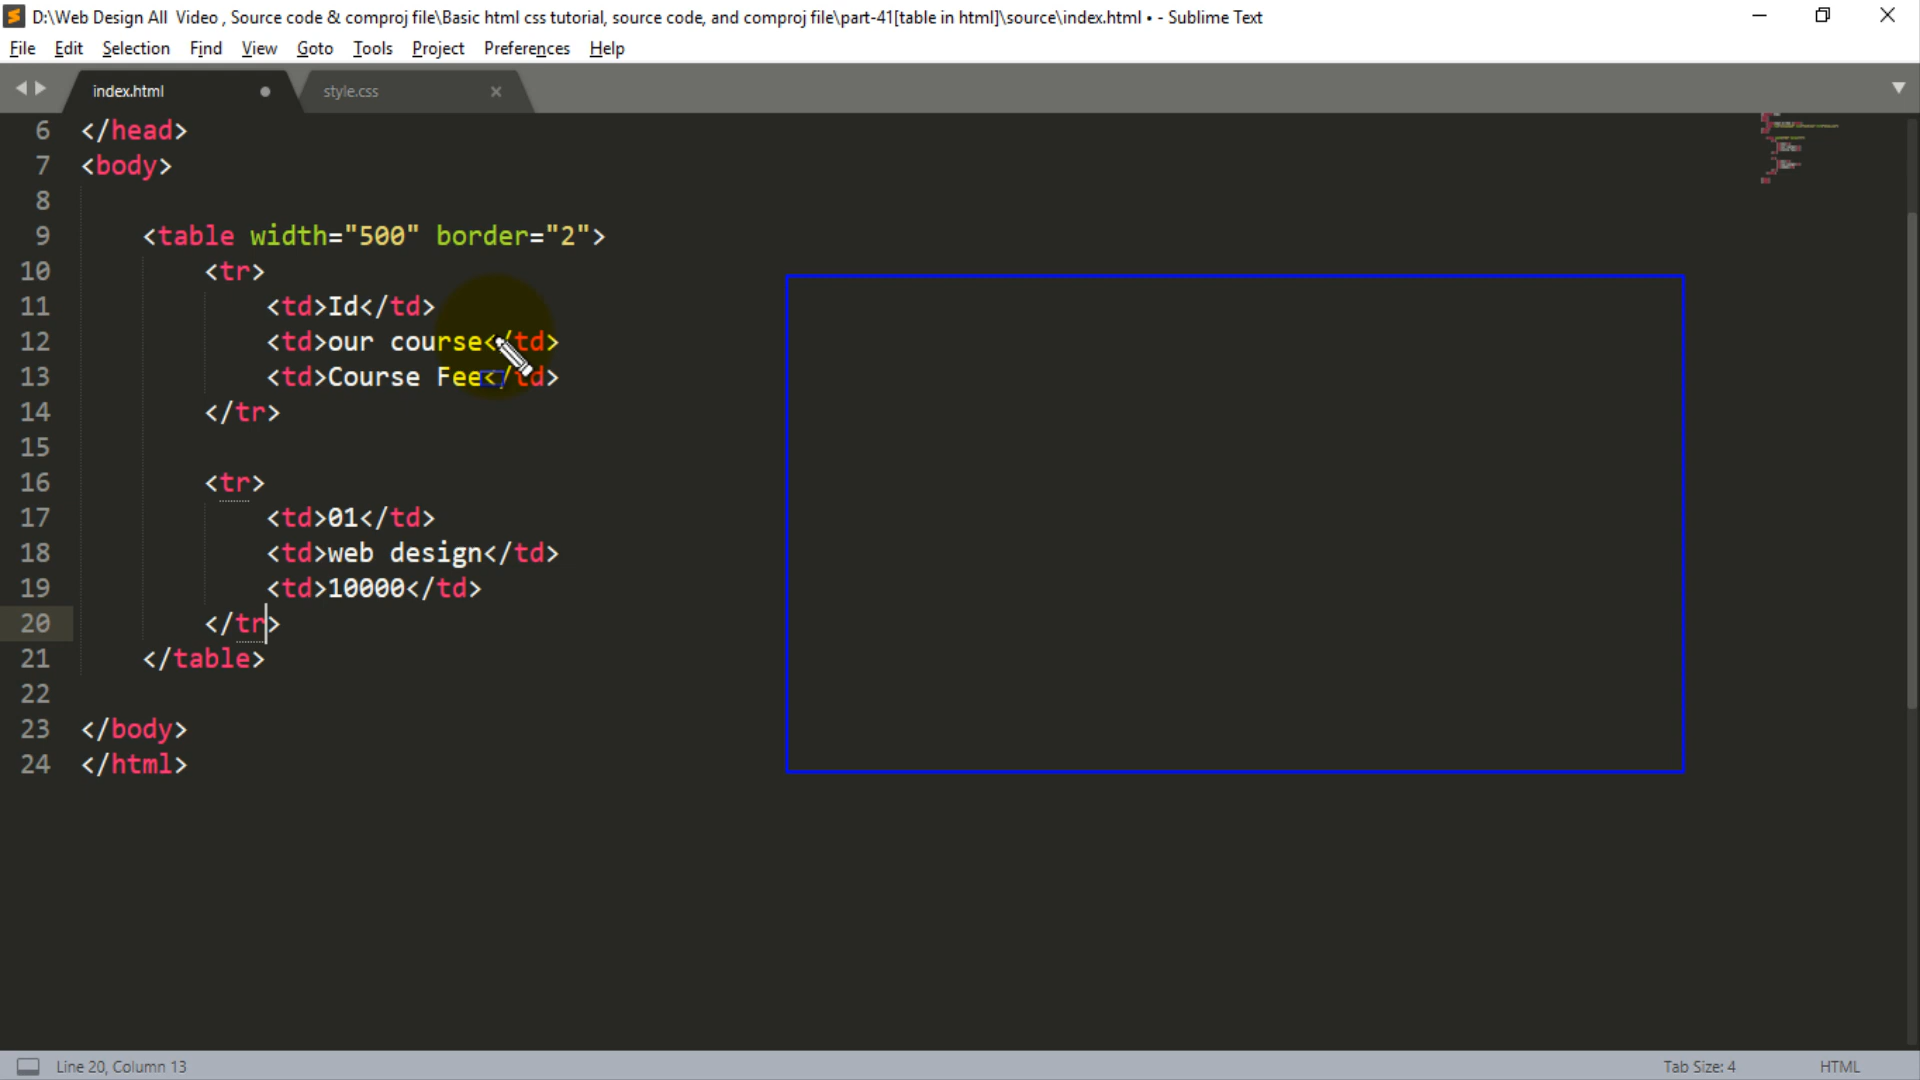 D:\Web Design All  Video , Source code & comproj file\Basic html css tutorial, source code, and comproj file\part-41[table in html]\source\index.html • - Sublime Text
File Edit Selection Find View Goto Tools Project Preferences Help
index.html style.css
6 </head>
7 <body>
8
9 <table width="500" border="2">
10 <tr>
11 <td>Id</td>
12 <td>our course</td>
13 <td>Course Fee</td>
14 </tr>
15
16 <tr>
17 <td>01</td>
18 <td>web design</td>
19 <td>10000</td>
20 </tr>
21 </table>
22
23 </body>
24 </html>
Line 20, Column 13 Tab Size: 4 HTML